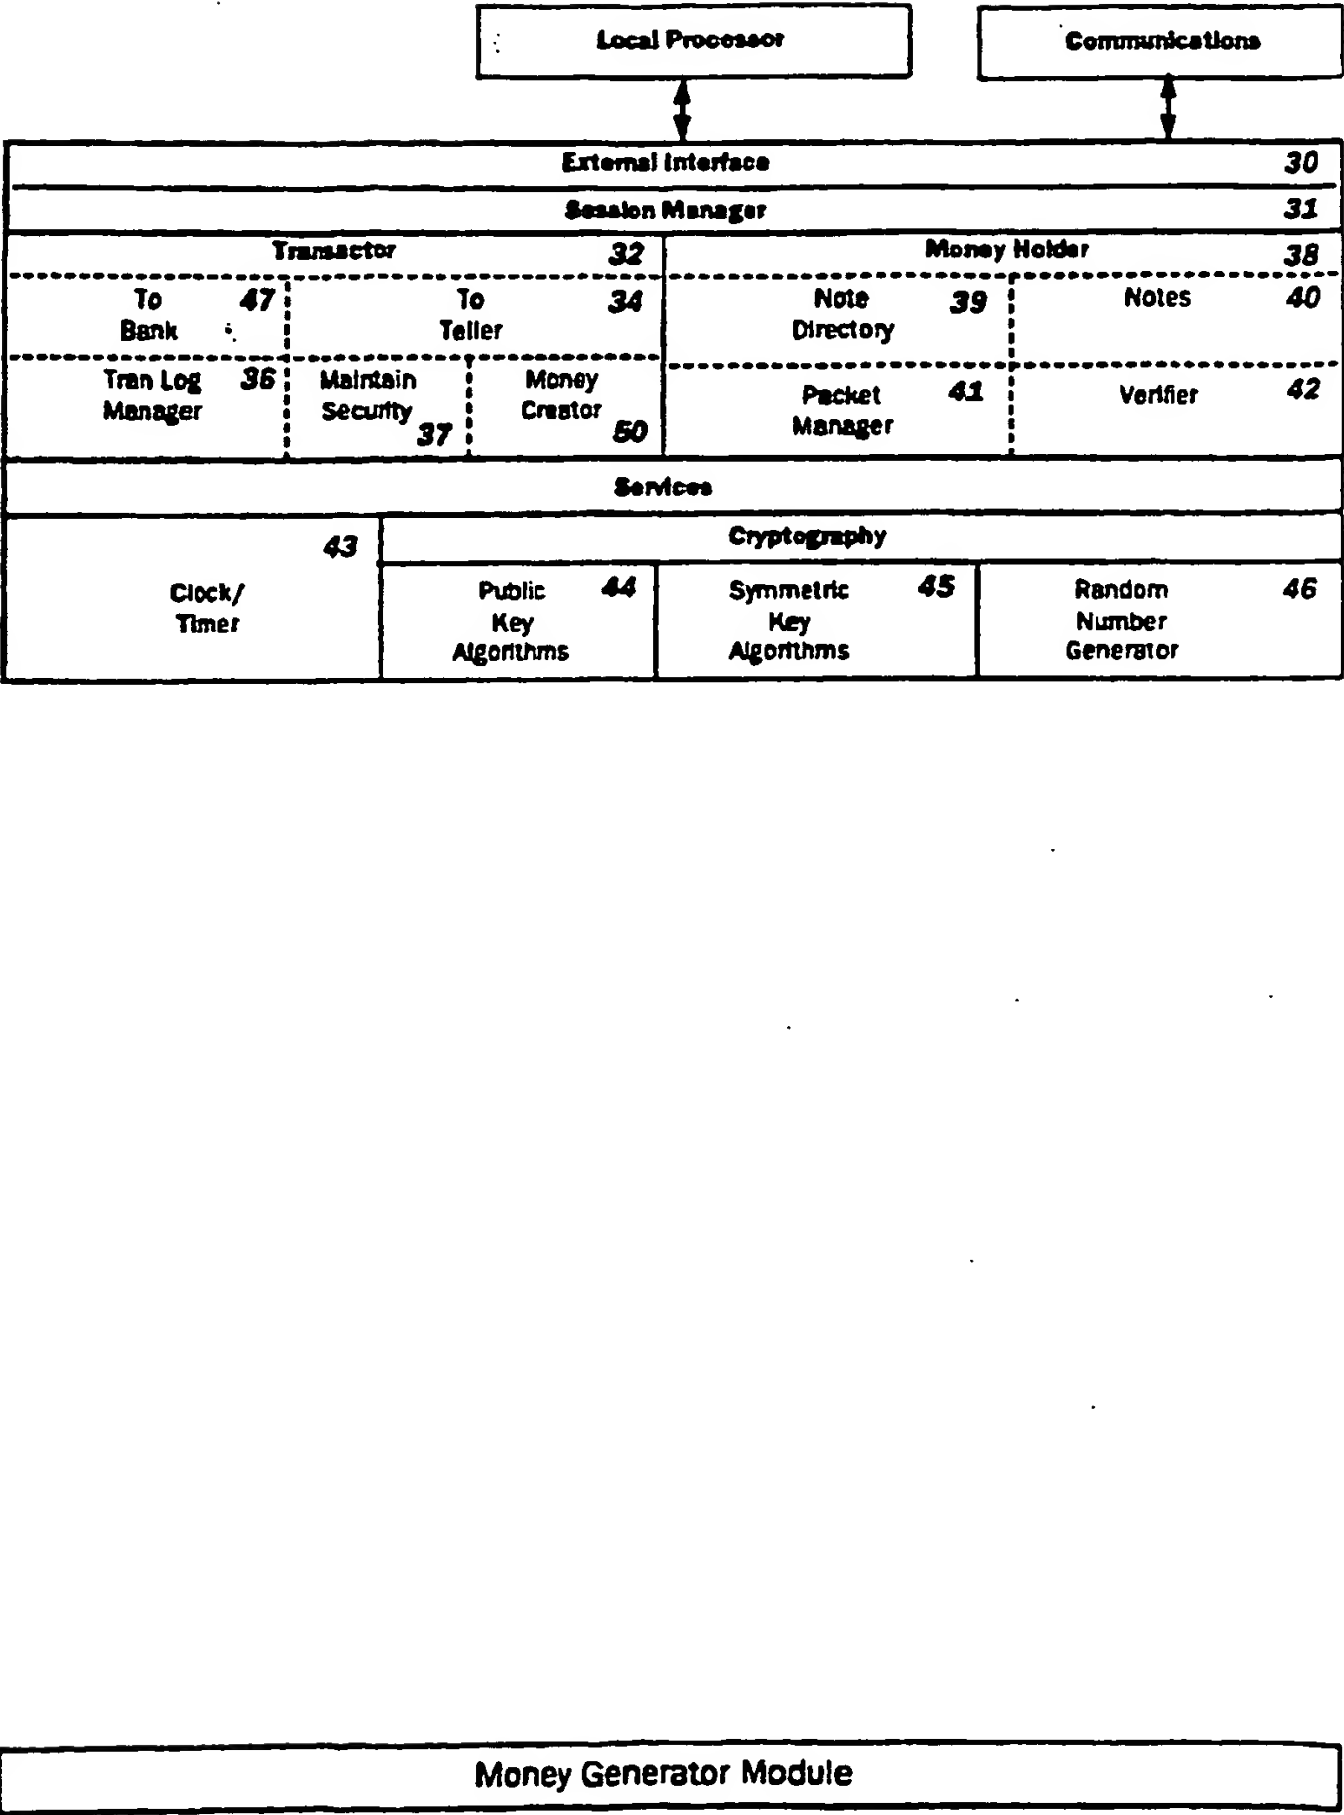 Local Processor
Communications
External Interface 30
Session Manager 31
Transactor 32
Money Holder 38
To Bank 47
To Teller 34
Note Directory 39
Notes 40
Tran Log Manager 36
Maintain Security 37
Money Creator 50
Packet Manager 41
Verifier 42
Services
Clock/ Timer 43
Cryptography
Public Key Algorithms 44
Symmetric Key Algorithms 45
Random Number Generator 46
Money Generator Module